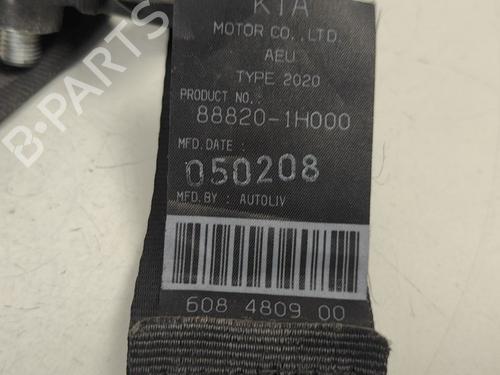 KIA
MOTOR CO.,LTD.
AEU
TYPE 2020
PRODUCT NO.:
88820-1H000
MFD.DATE :
050208
MFD.BY : AUTOLIV
608 4809 00
B-PARTS